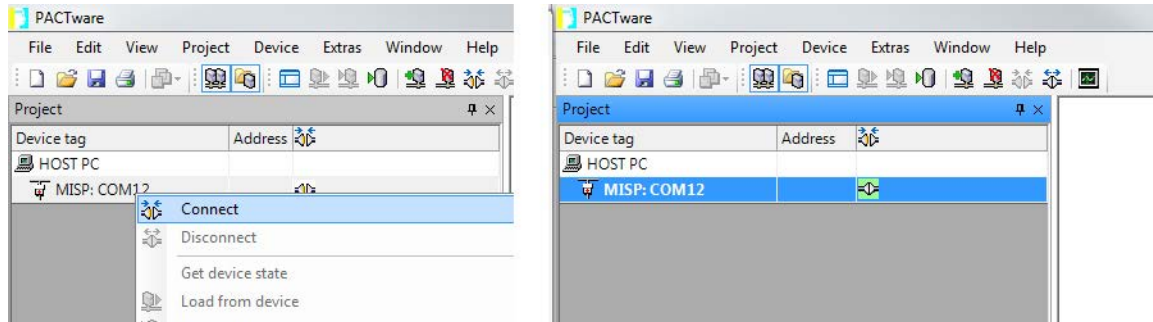 PACTware
File Edit View Project Device Extras Window Help
Project
Device tag Address
HOST PC
MISP: COM12
Connect
Disconnect
Get device state
Load from device
PACTware
File Edit View Project Device Extras Window Help
Project
Device tag Address
HOST PC
MISP: COM12